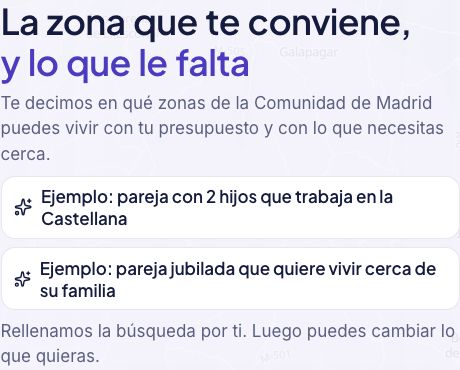 La zona que te conviene,
y lo que le falta
Te decimos en qué zonas de la Comunidad de Madrid
puedes vivir con tu presupuesto y con lo que necesitas
cerca.
Ejemplo: pareja con 2 hijos que trabaja en la
Castellana
Ejemplo: pareja jubilada que quiere vivir cerca de
su familia
Rellenamos la búsqueda por ti. Luego puedes cambiar lo
que quieras.
M-505
Galapagar
M-501